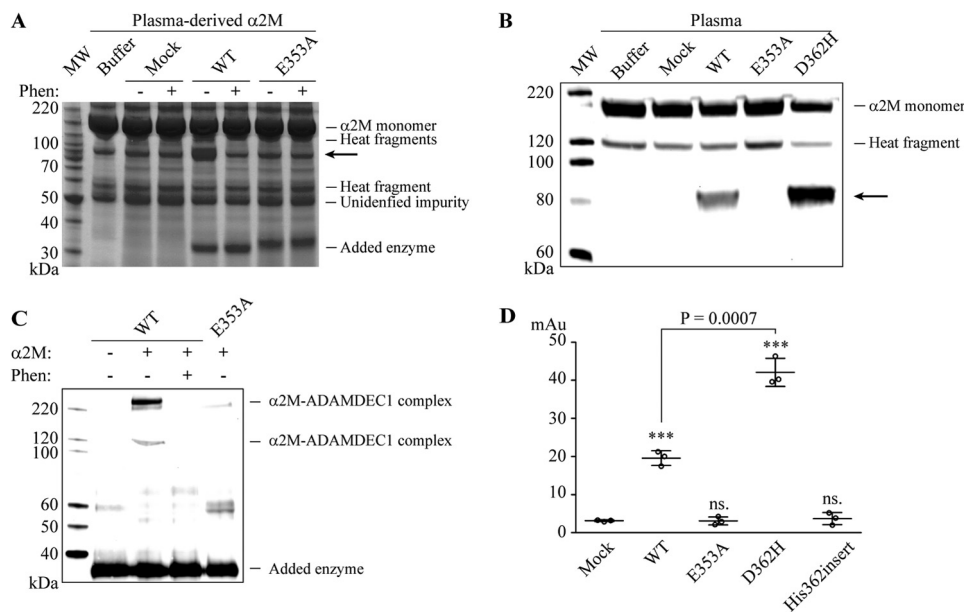 A
Plasma-derived α2M
MW
Buffer
Mock
WT
E353A
Phen: - + - + - +
220
100
70
50
40
30
kDa
α2M monomer
Heat fragments
Heat fragment
Unidenfied impurity
Added enzyme
B
Plasma
MW
Buffer
Mock
WT
E353A
D362H
220
120
100
80
60
kDa
α2M monomer
Heat fragment
C
WT
E353A
α2M: - + + +
Phen: - - +
220
120
100
60
50
40
kDa
α2M-ADAMDEC1 complex
α2M-ADAMDEC1 complex
Added enzyme
D
mAu
P = 0.0007
50
40
30
20
10
0
***
***
ns.
ns.
Mock
WT
E353A
D362H
His362insert